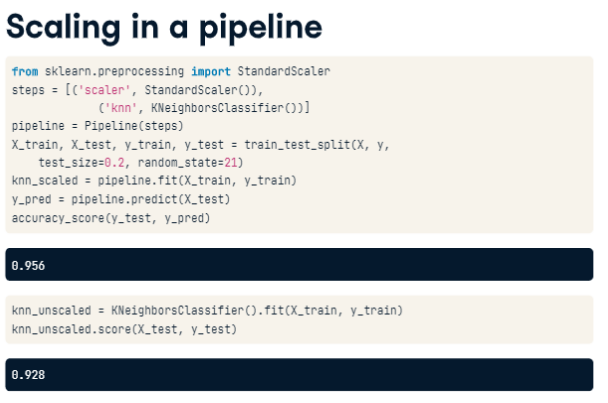 Scaling in a pipeline
from sklearn.preprocessing import StandardScaler
steps = [('scaler', StandardScaler()),
            ('knn', KNeighborsClassifier())]
pipeline = Pipeline(steps)
X_train, X_test, y_train, y_test = train_test_split(X, y,
    test_size=0.2, random_state=21)
knn_scaled = pipeline.fit(X_train, y_train)
y_pred = pipeline.predict(X_test)
accuracy_score(y_test, y_pred)
0.956
knn_unscaled = KNeighborsClassifier().fit(X_train, y_train)
knn_unscaled.score(X_test, y_test)
0.928